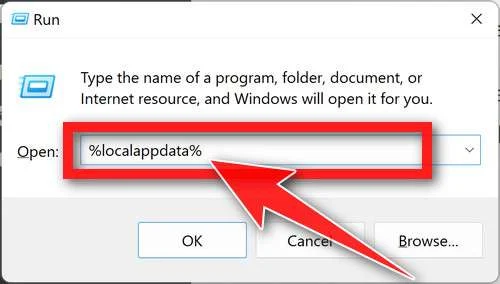 Run
Type the name of a program, folder, document, or
Internet resource, and Windows will open it for you.
Open: %localappdata%
OK Cancel Browse...